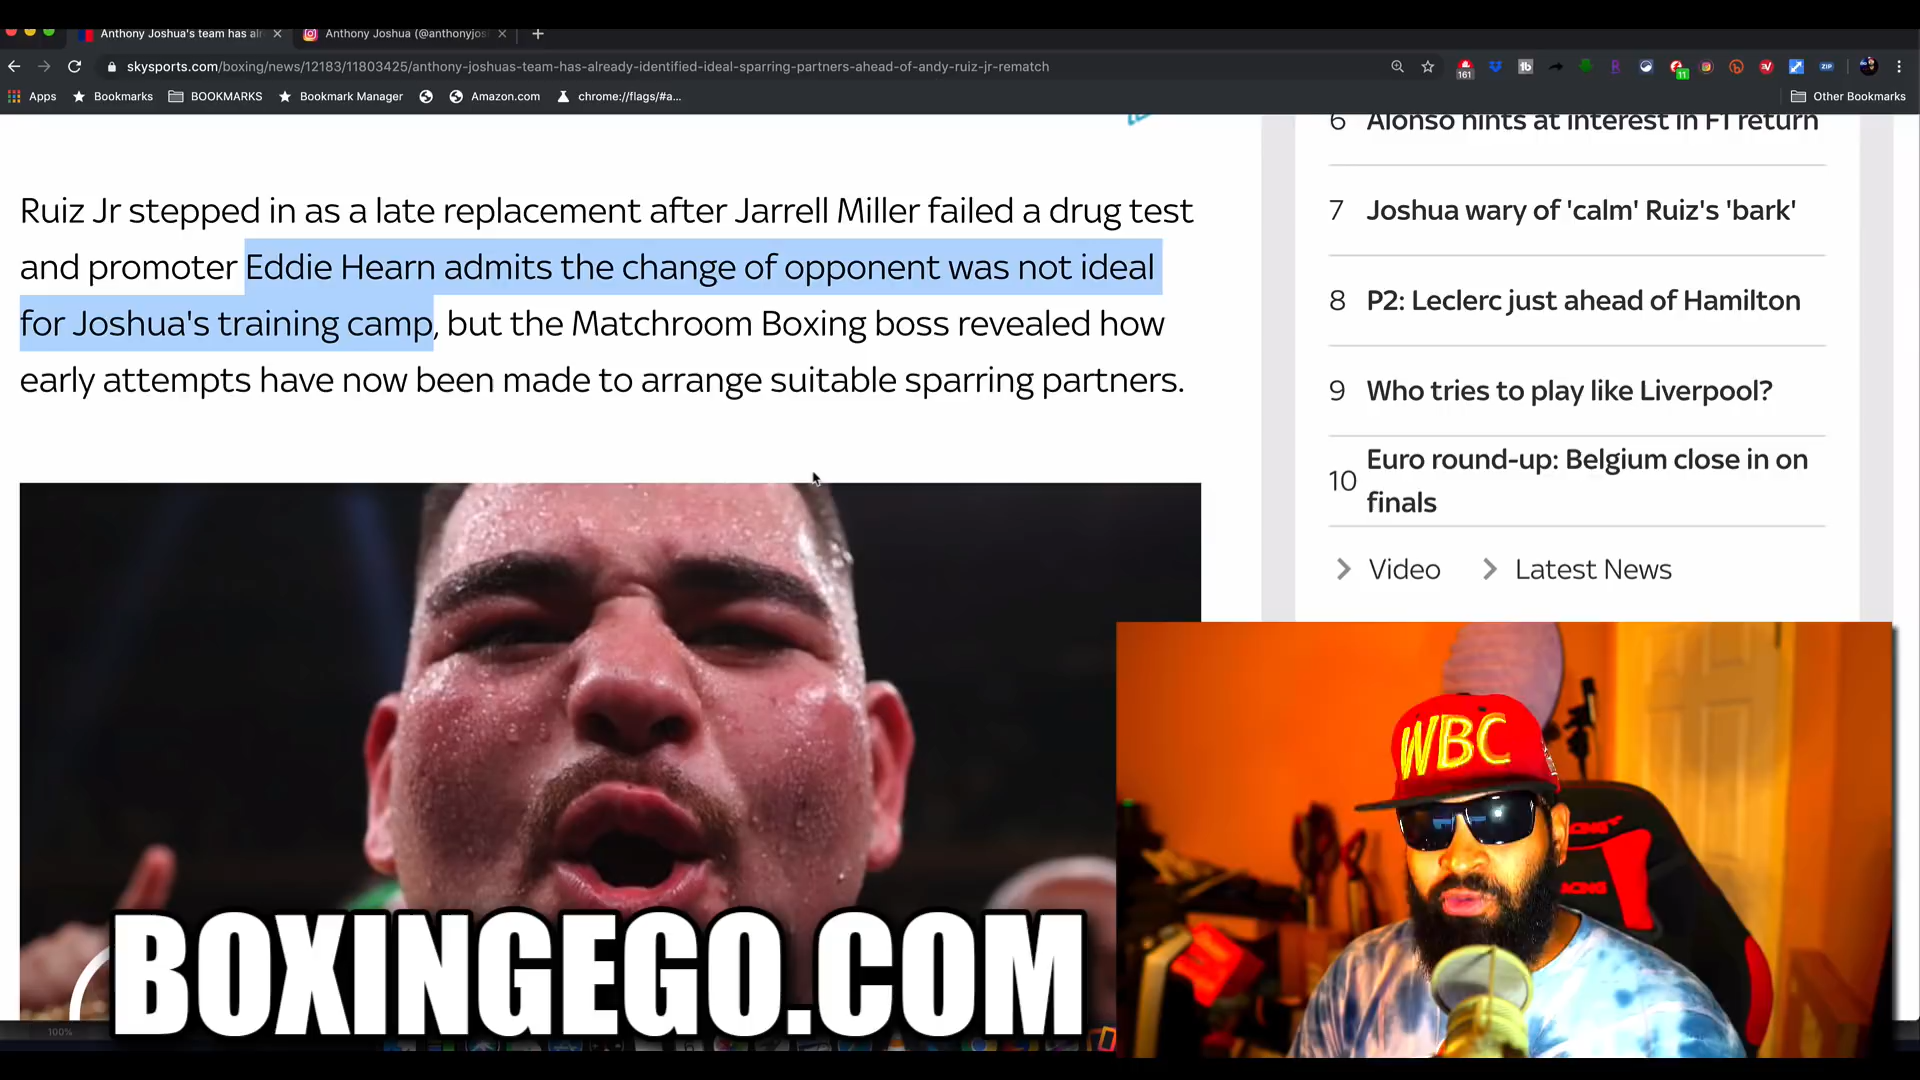 Anthony Joshua's team has al
Anthony Joshua (@anthonyjos
skysports.com/boxing/news/12183/11803425/anthony-joshuas-team-has-already-identified-ideal-sparring-partners-ahead-of-andy-ruiz-jr-rematch
161
11
ZIP
Apps
Bookmarks
BOOKMARKS
Bookmark Manager
Amazon.com
chrome://flags/#a...
Other Bookmarks
Ruiz Jr stepped in as a late replacement after Jarrell Miller failed a drug test
and promoter Eddie Hearn admits the change of opponent was not ideal
for Joshua's training camp, but the Matchroom Boxing boss revealed how
early attempts have now been made to arrange suitable sparring partners.
6 Alonso hints at interest in F1 return
7 Joshua wary of 'calm' Ruiz's 'bark'
8 P2: Leclerc just ahead of Hamilton
9 Who tries to play like Liverpool?
10 Euro round-up: Belgium close in on
finals
Video
Latest News
WBC
BOXINGEGO.COM
100%